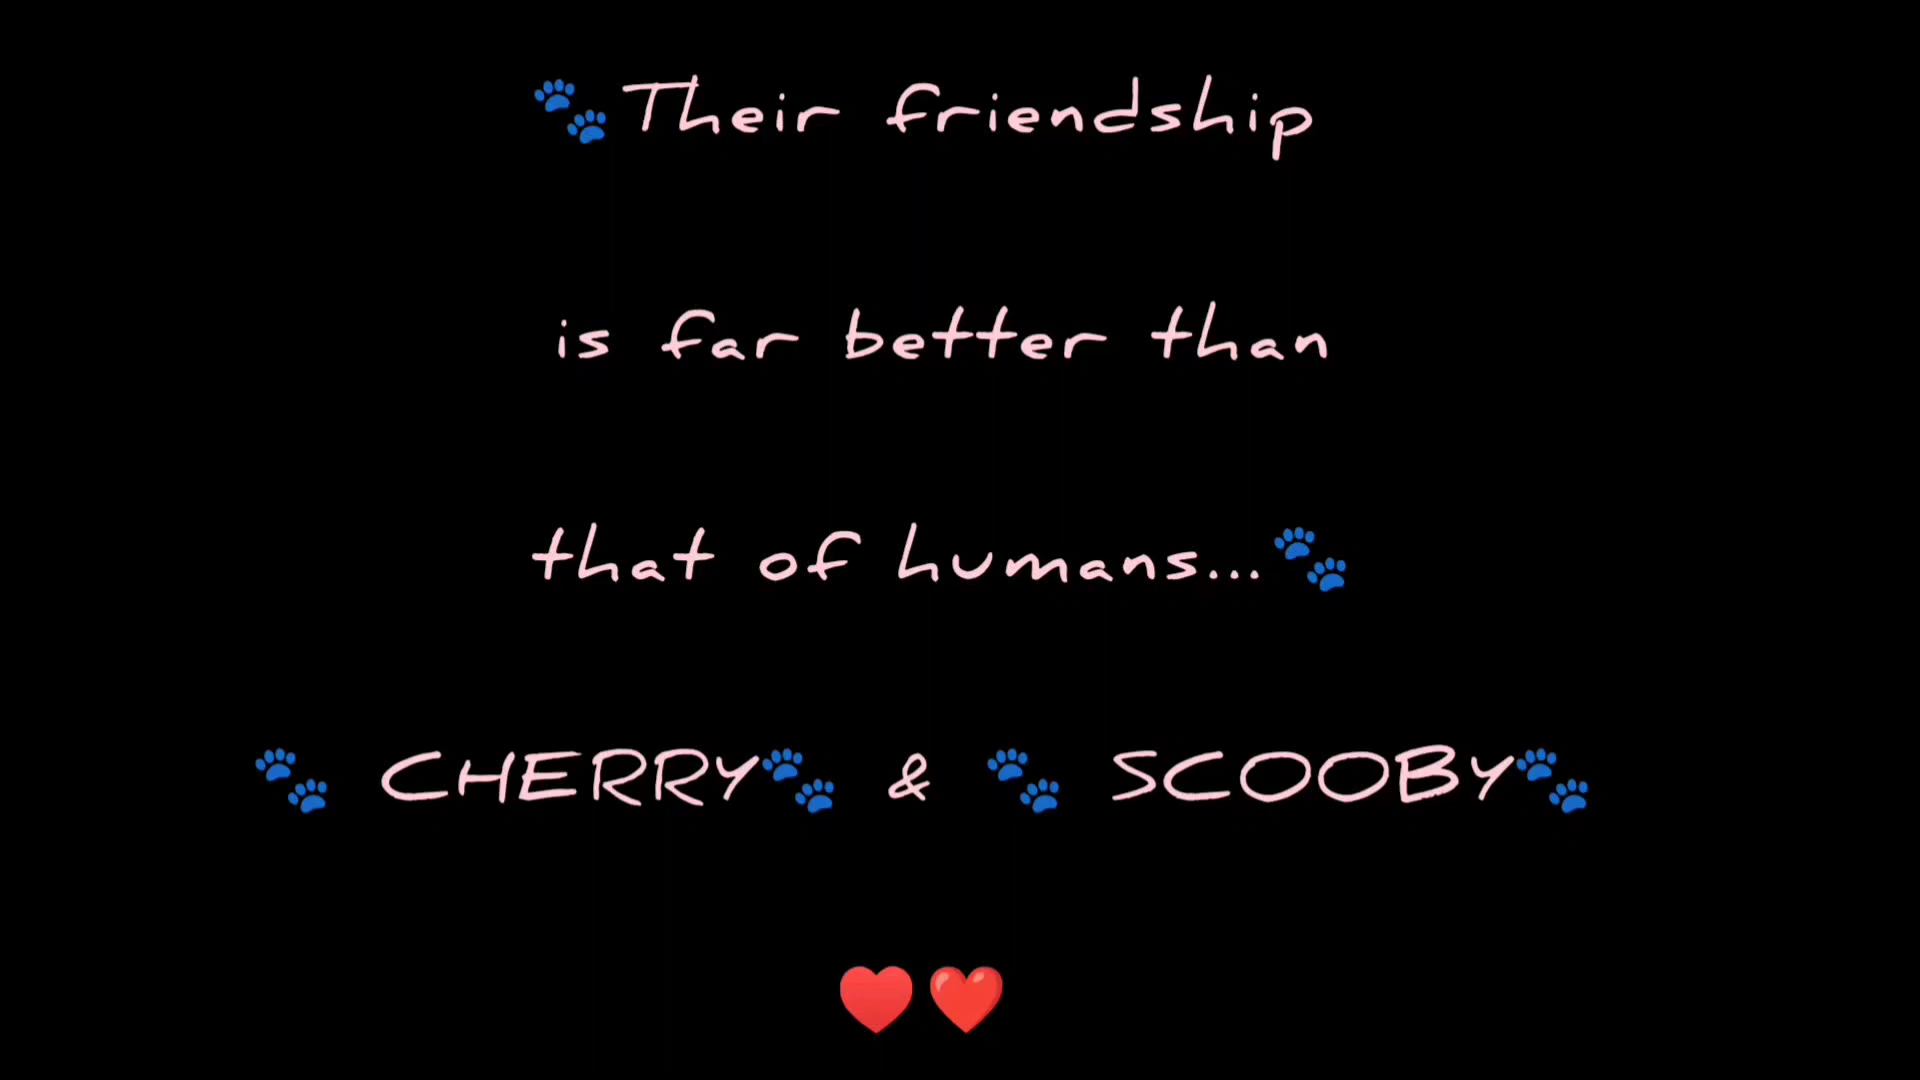 🐾Their friendship
is far better than
that of humans...🐾
🐾 CHERRY🐾 & 🐾 SCOOBY🐾
♥️❤️